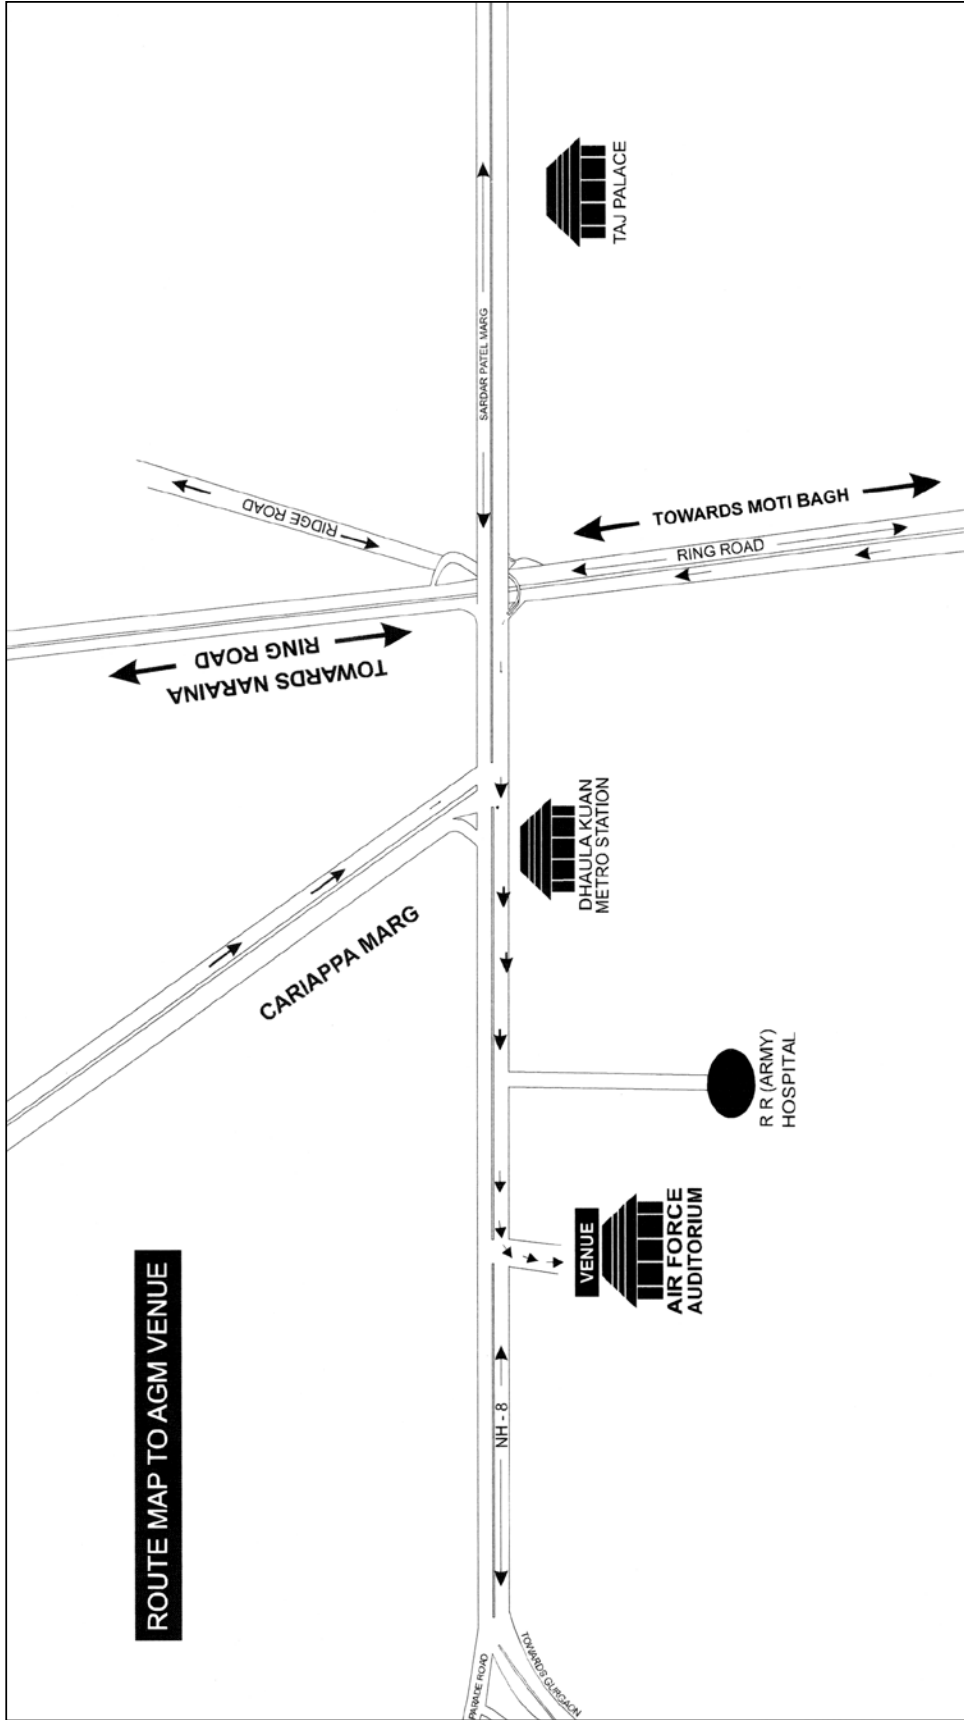 ROUTE MAP TO AGM VENUE
PARADE ROAD
TOWARDS GURGAON
NH - 8
VENUE
AIR FORCE
AUDITORIUM
R R (ARMY)
HOSPITAL
CARIAPPA MARG
DHAULA KUAN
METRO STATION
TOWARDS NARAINA
RING ROAD
RIDGE ROAD
RING ROAD
TOWARDS MOTI BAGH
SARDAR PATEL MARG
TAJ PALACE